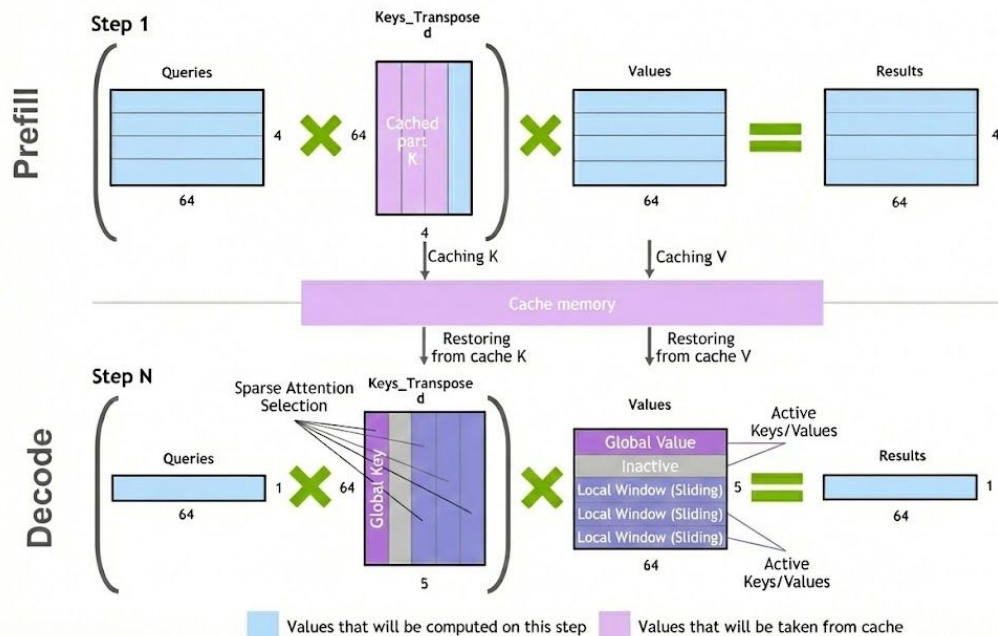 Prefill
Step 1
Queries
4
64
Keys_Transpose
d
64
Cached
part
K
4
Values
64
Results
4
64
Caching K
Caching V
Cache memory
Restoring
from cache K
Restoring
from cache V
Decode
Step N
Sparse Attention
Selection
Queries
1
64
Keys_Transpose
d
64
Global Key
5
Values
Global Value
Inactive
Local Window (Sliding)
Local Window (Sliding)
Local Window (Sliding)
5
64
Active
Keys/Values
Active
Keys/Values
Results
1
64
Values that will be computed on this step
Values that will be taken from cache